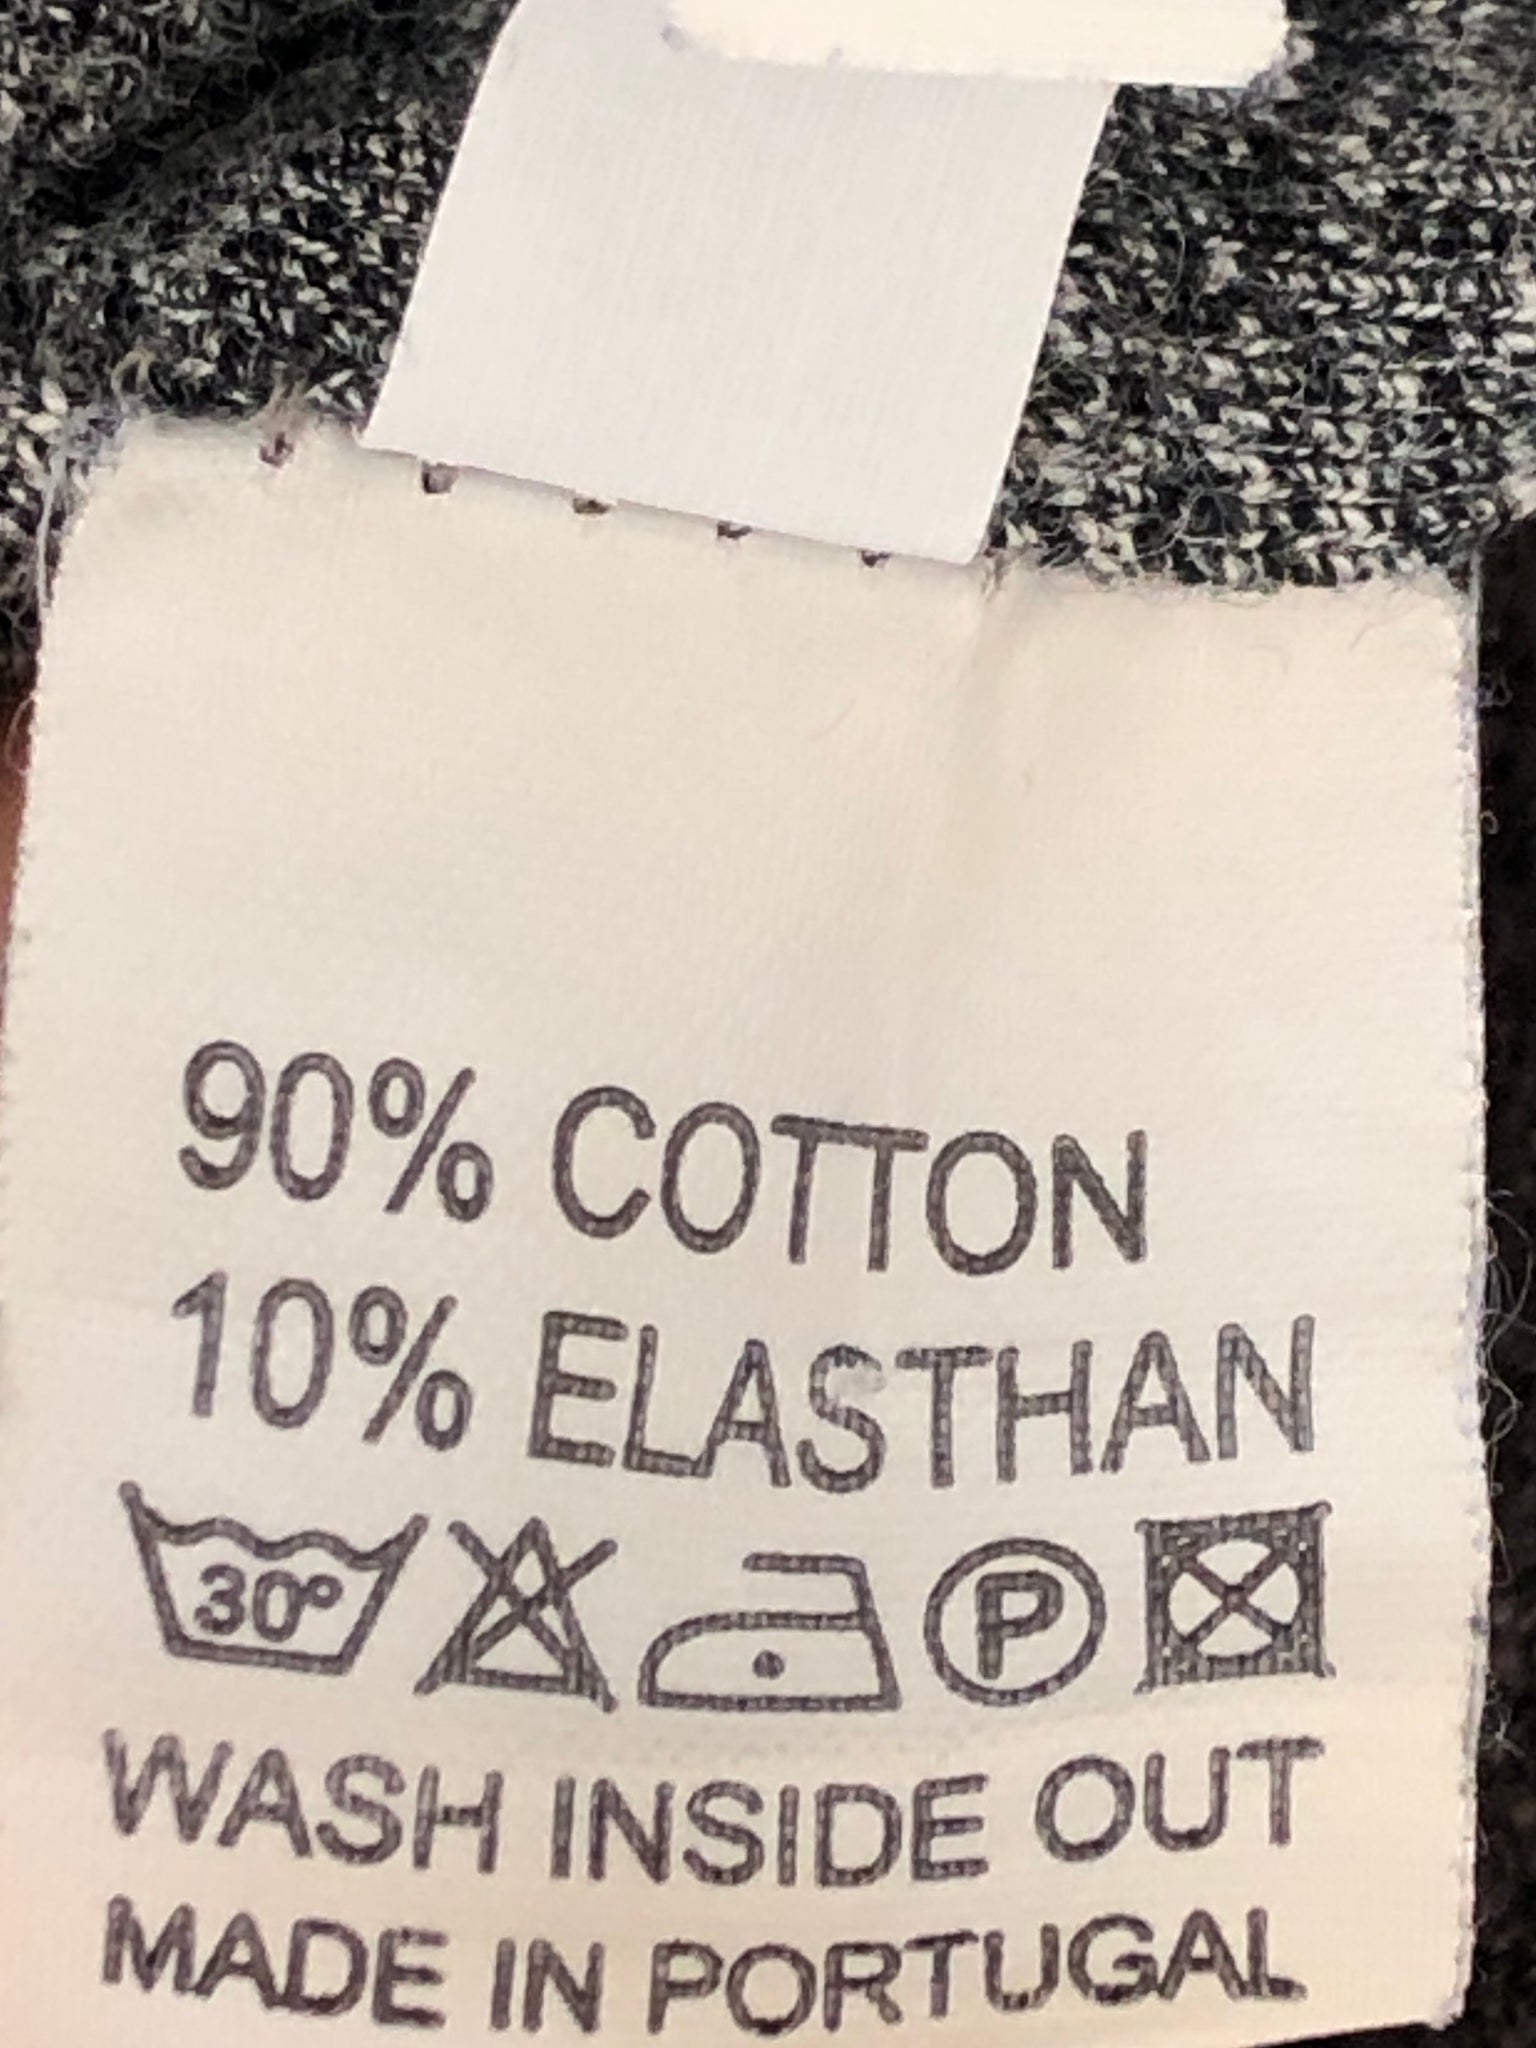 90% COTTON
10% ELASTHAN
30° P
WASH INSIDE OUT
MADE IN PORTUGAL